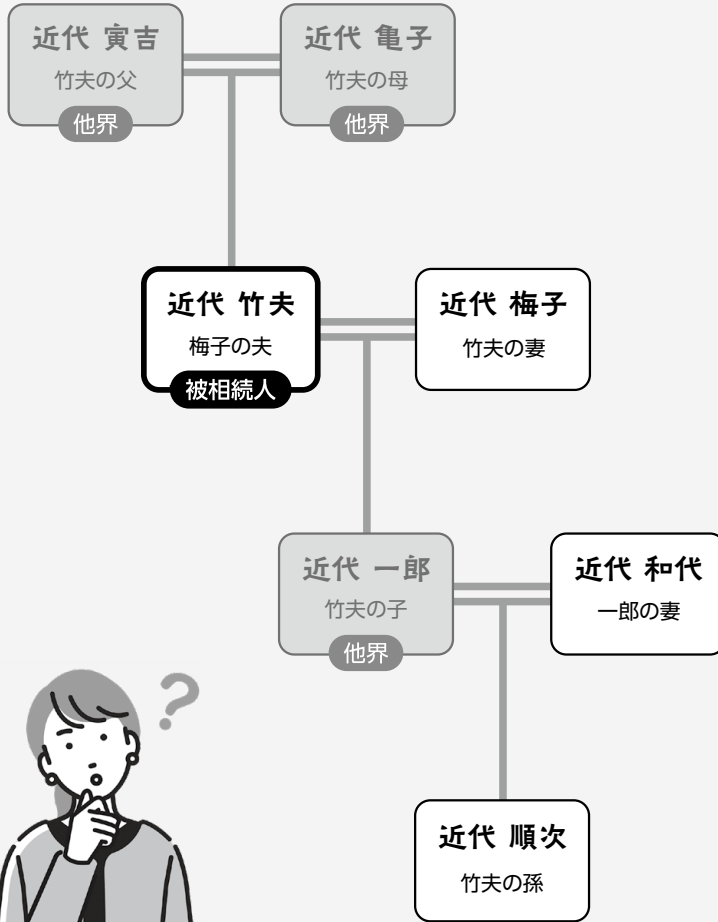 近代 寅吉
竹夫の父
他界
近代 亀子
竹夫の母
他界
近代 竹夫
梅子の夫
被相続人
近代 梅子
竹夫の妻
近代 一郎
竹夫の子
他界
近代 和代
一郎の妻
?
近代 順次
竹夫の孫